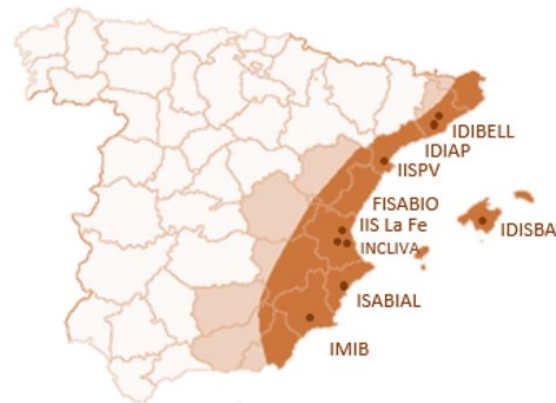 IDIBELL
IDIAP
IISPV
FISABIO
IIS La Fe
IDISBA
INCLIVA
ISABIAL
IMIB